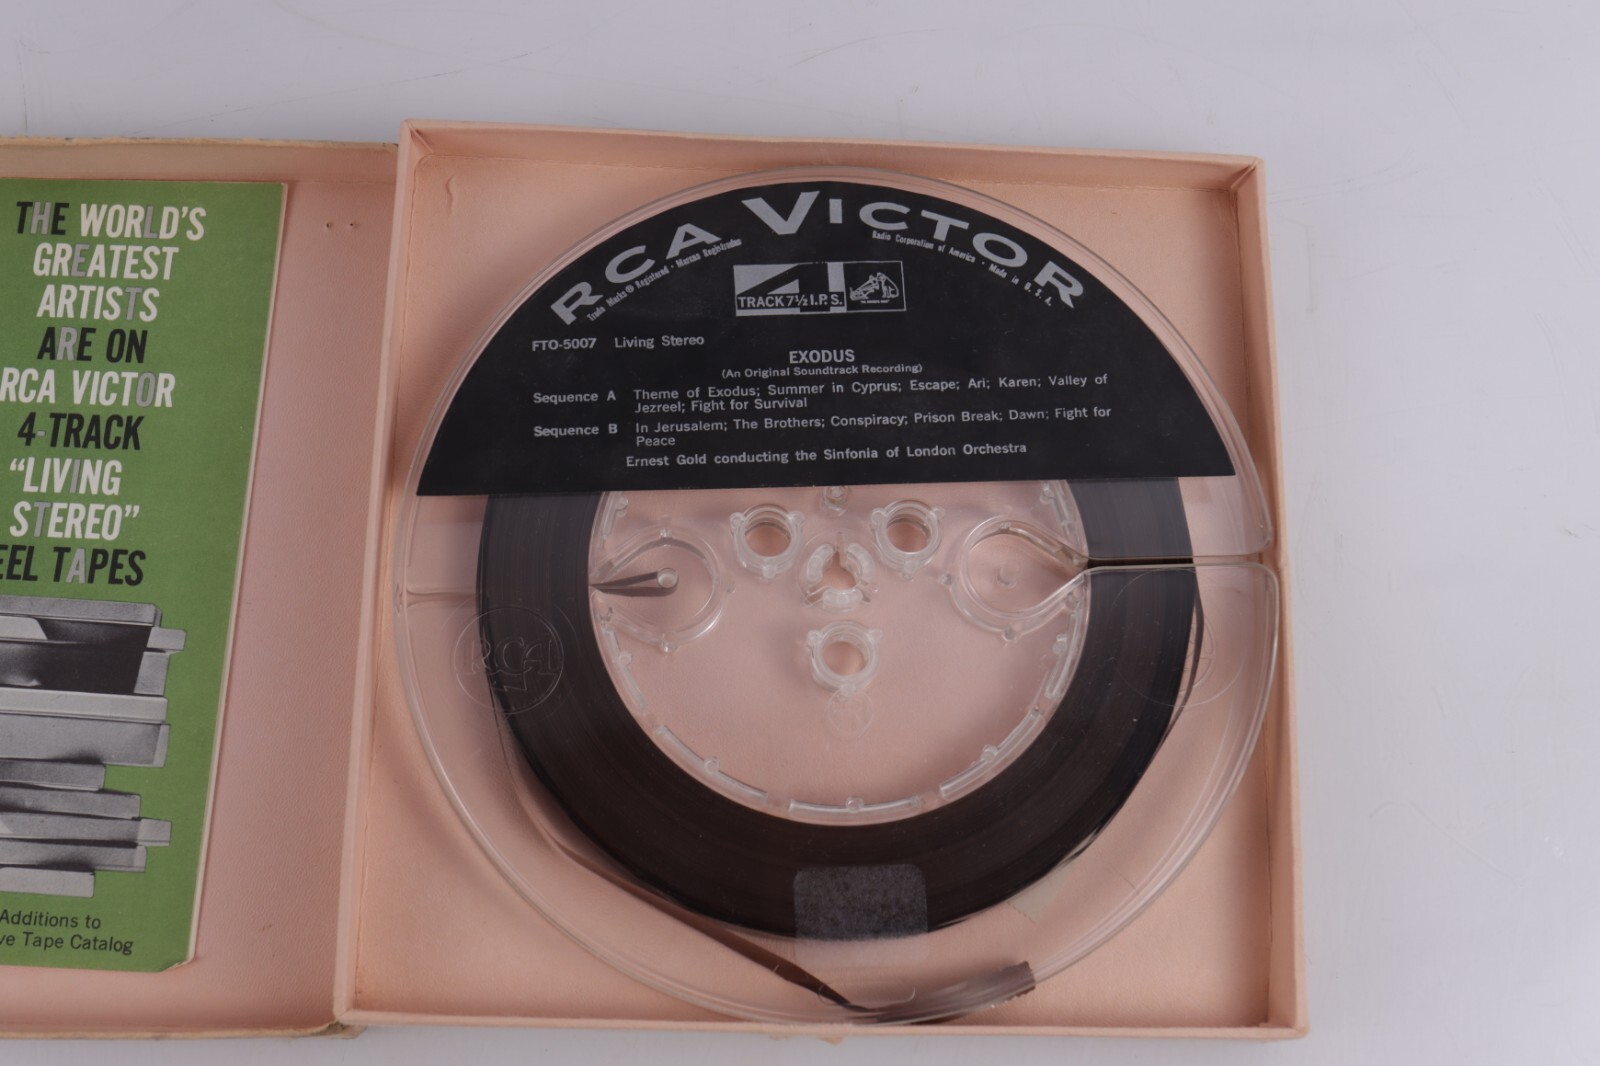 THE WORLD'S
GREATEST
ARTISTS
ARE ON
RCA VICTOR
4-TRACK
"LIVING
STEREO"
EEL TAPES
Additions to
ve Tape Catalog
RCA VICTOR
Trade Marks ® Registered · Marcas Registradas
Radio Corporation of America · Made in U.S.A.
4
TRACK 7½ I.P.S.
"HIS MASTER'S VOICE"
FTO-5007 Living Stereo
EXODUS
(An Original Soundtrack Recording)
Sequence A Theme of Exodus; Summer in Cyprus; Escape; Ari; Karen; Valley of
Jezreel; Fight for Survival
Sequence B In Jerusalem; The Brothers; Conspiracy; Prison Break; Dawn; Fight for
Peace
Ernest Gold conducting the Sinfonia of London Orchestra
RCA